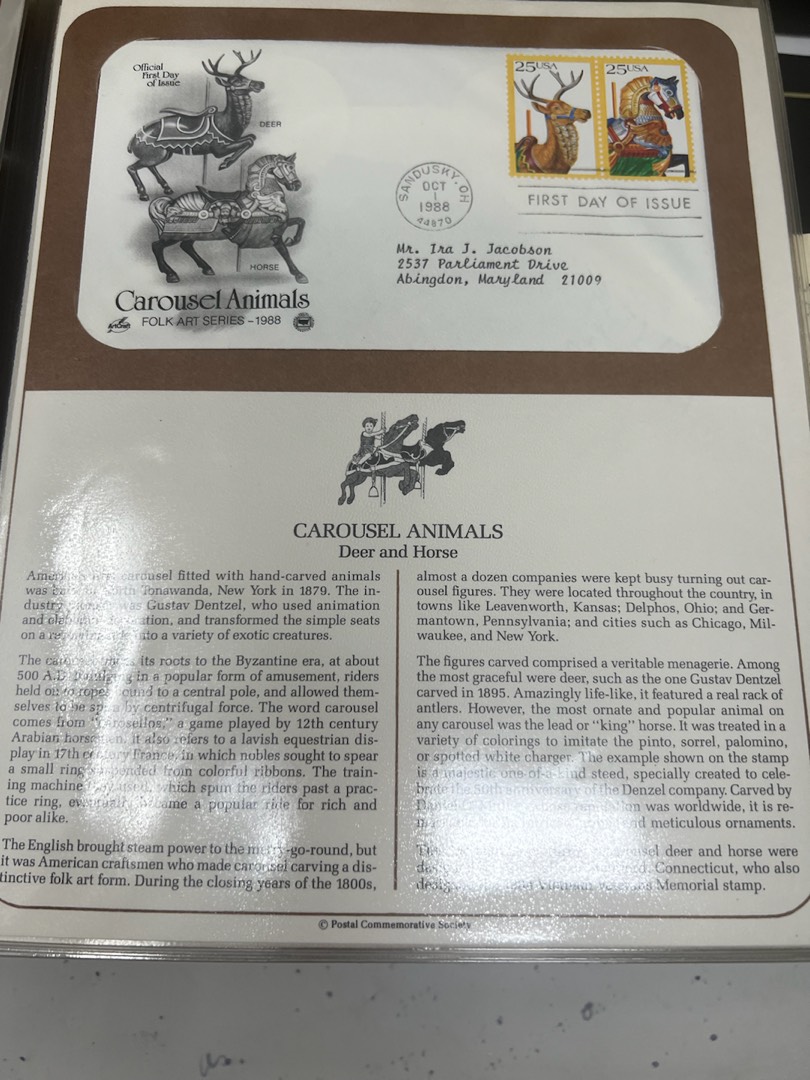 Official
First Day
of Issue
DEER
HORSE
Carousel Animals
ArtCraft
FOLK ART SERIES – 1988
25USA
25USA
SANDUSKY, OH
OCT
1
1988
44870
FIRST DAY OF ISSUE
Mr. Ira J. Jacobson
2537 Parliament Drive
Abingdon, Maryland 21009
CAROUSEL ANIMALS
Deer and Horse
carousel fitted with hand-carved animals
was Tonawanda, New York in 1879. The in-
dustry was Gustav Dentzel, who used animation
and and transformed the simple seats
on a into a variety of exotic creatures.
The its roots to the Byzantine era, at about
500 A.D. in a popular form of amusement, riders
held on to ropes bound to a central pole, and allowed them-
selves to be by centrifugal force. The word carousel
comes from a game played by 12th century
Arabian It also refers to a lavish equestrian dis-
play in 17th century France, in which nobles sought to spear
a small ring suspended from colorful ribbons. The train-
ing machine which spun the riders past a prac-
tice ring, became a popular ride for rich and
poor alike.
The English brought steam power to the merry-go-round, but
it was American craftsmen who made carousel carving a dis-
tinctive folk art form. During the closing years of the 1800s,
almost a dozen companies were kept busy turning out car-
ousel figures. They were located throughout the country, in
towns like Leavenworth, Kansas; Delphos, Ohio; and Ger-
mantown, Pennsylvania; and cities such as Chicago, Mil-
waukee, and New York.
The figures carved comprised a veritable menagerie. Among
the most graceful were deer, such as the one Gustav Dentzel
carved in 1895. Amazingly life-like, it featured a real rack of
antlers. However, the most ornate and popular animal on
any carousel was the lead or "king" horse. It was treated in a
variety of colorings to imitate the pinto, sorrel, palomino,
or spotted white charger. The example shown on the stamp
is a majestic one-of-a-kind steed, specially created to cele-
brate the 50th anniversary of the Denzel company. Carved by
was worldwide, it is re-
meticulous ornaments.
deer and horse were
Connecticut, who also
Memorial stamp.
© Postal Commemorative Society